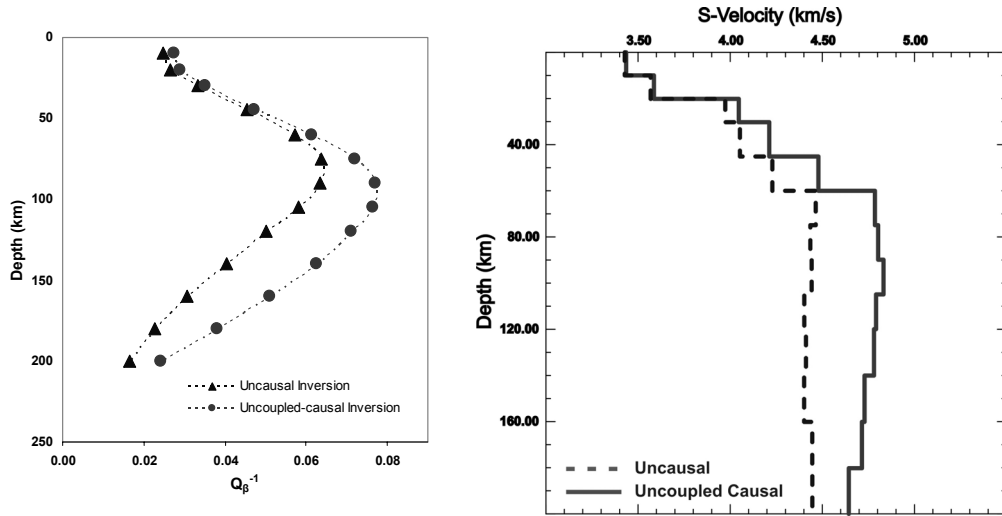 0
50
100
150
200
250
Depth (km)
0.00 0.02 0.04 0.06 0.08
Qβ⁻¹
Uncausal Inversion
Uncoupled-causal Inversion
S-Velocity (km/s)
3.50 4.00 4.50 5.00
40.00
80.00
120.00
160.00
Depth (km)
Uncausal
Uncoupled Causal